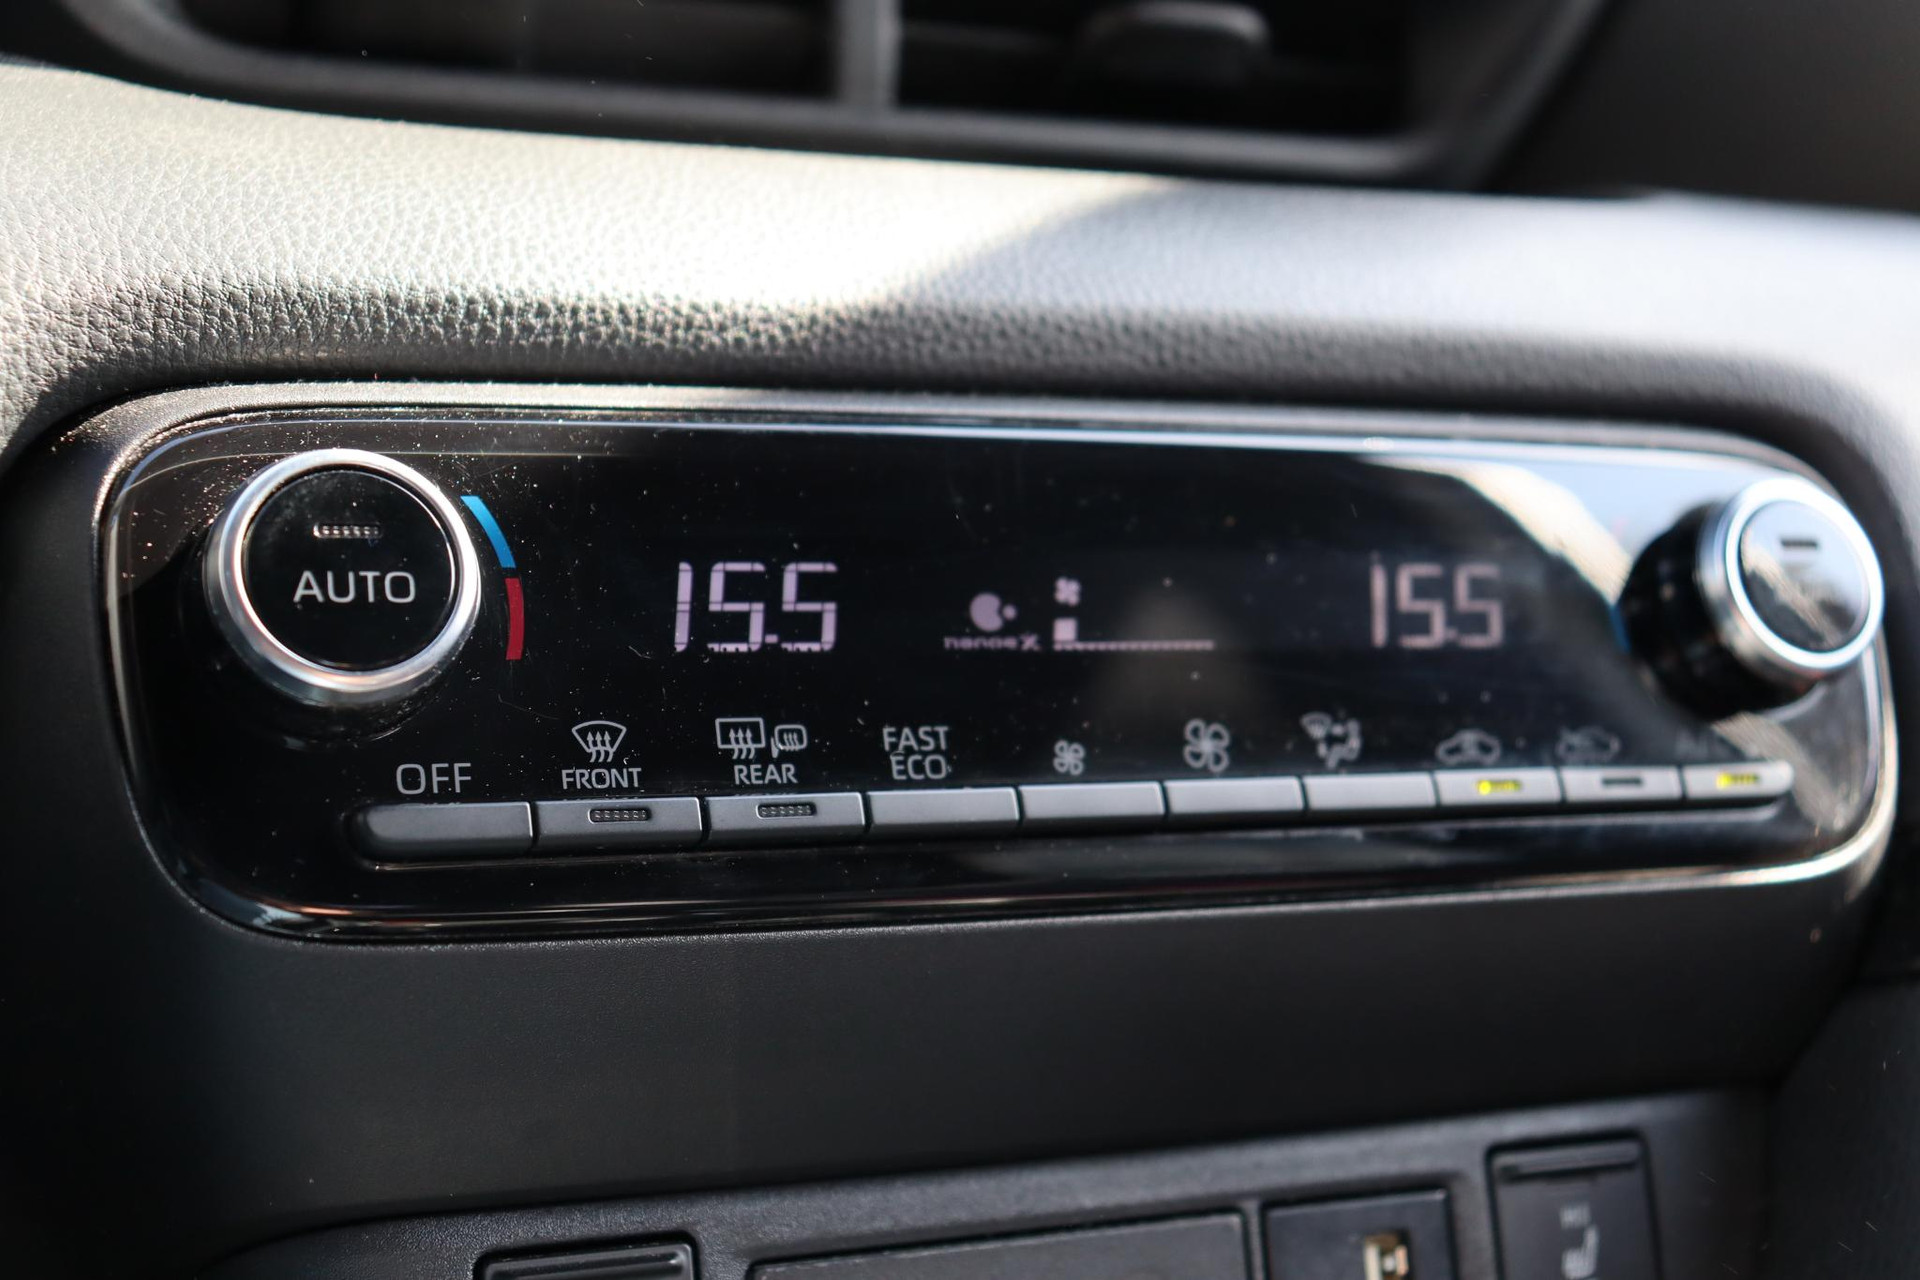 AUTO
15.5
nanoe X
15.5
OFF
FRONT
REAR
FAST
ECO